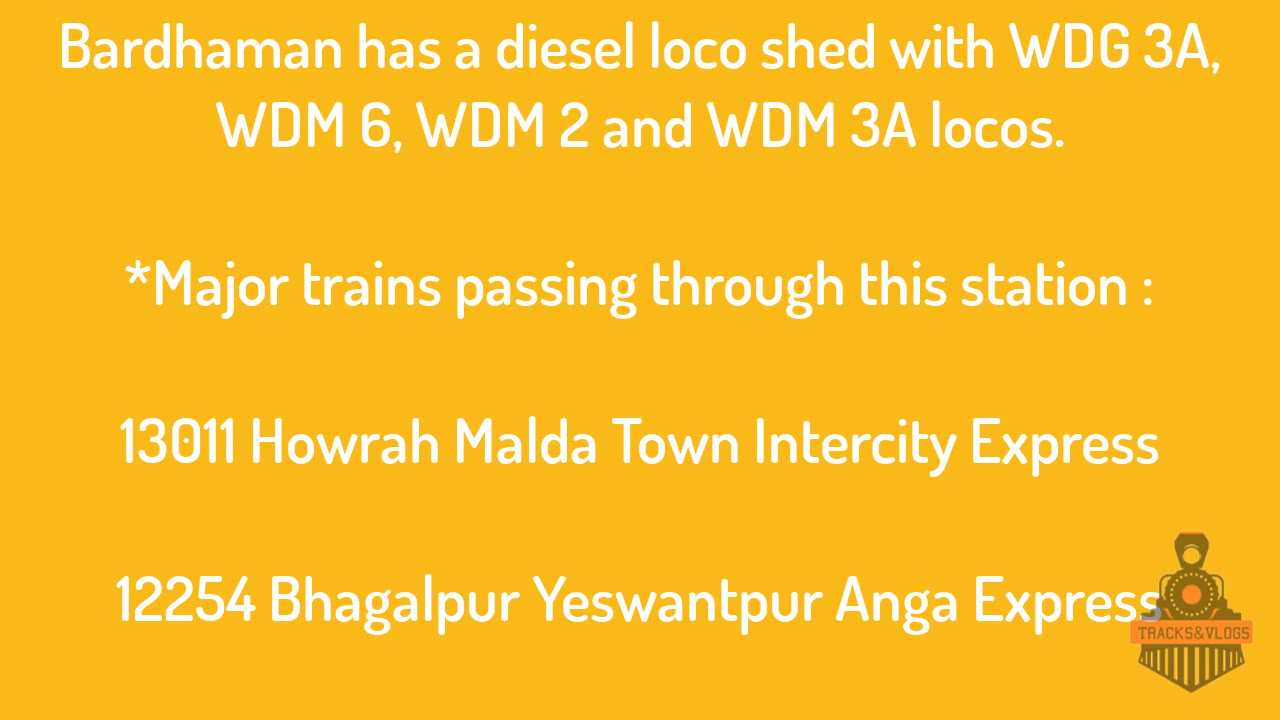 Bardhaman has a diesel loco shed with WDG 3A,
WDM 6, WDM 2 and WDM 3A locos.
*Major trains passing through this station :
13011 Howrah Malda Town Intercity Express
12254 Bhagalpur Yeswantpur Anga Express
TRACKS&VLOGS